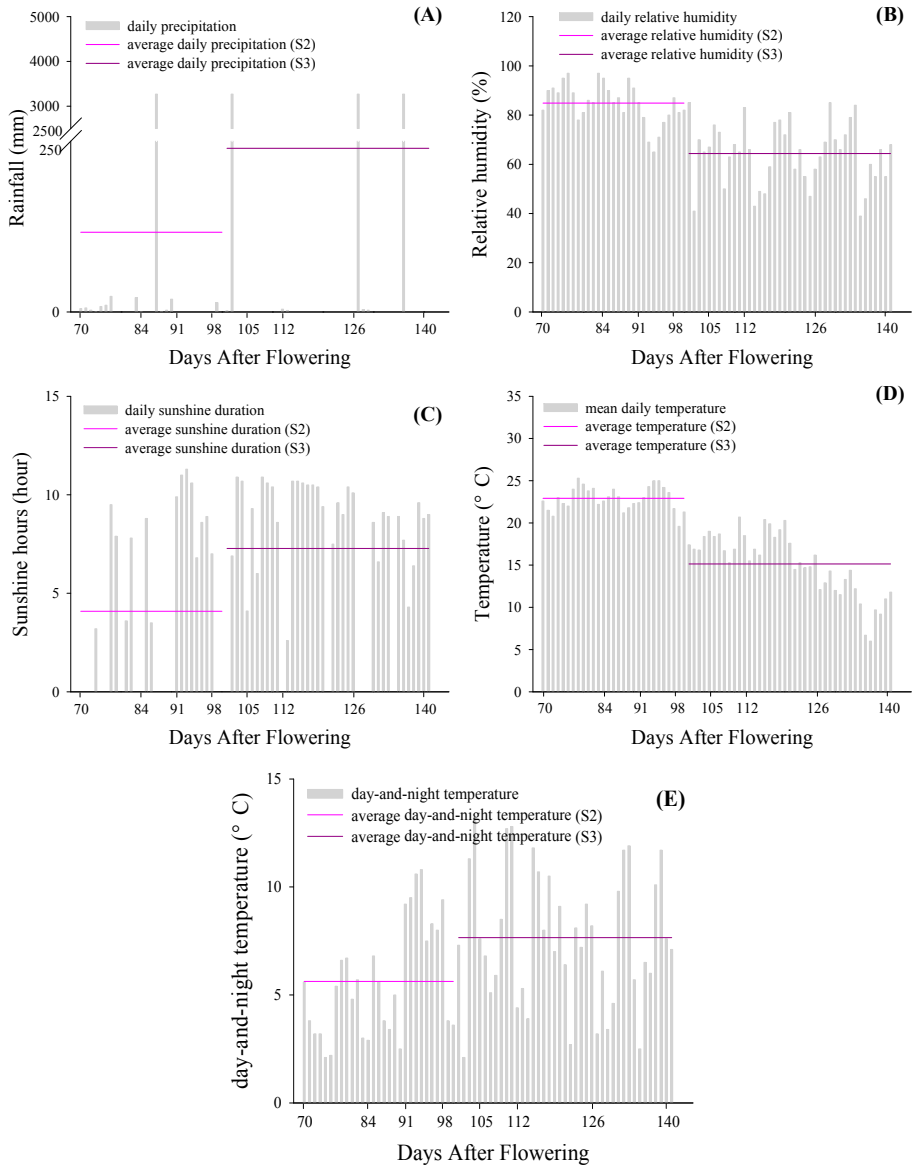 (A)
daily precipitation
average daily precipitation (S2)
average daily precipitation (S3)
5000
4000
3000
2500
250
0
Rainfall (mm)
70 84 91 98 112 126 140
Days After Flowering
(B)
daily relative humidity
average relative humidity (S2)
average relative humidity (S3)
120
100
80
60
40
20
0
Relative humidity (%)
70 84 98 105 112 126 140
Days After Flowering
(C)
daily sunshine duration
average sunshine duration (S2)
average sunshine duration (S3)
15
10
5
0
Sunshine hours (hour)
70 84 91 98 112 126 140
Days After Flowering
(D)
mean daily temperature
average temperature (S2)
average temperature (S3)
35
30
25
20
15
10
5
0
Temperature (° C)
70 84 98 105 112 126 140
Days After Flowering
(E)
day-and-night temperature
average day-and-night temperature (S2)
average day-and-night temperature (S3)
15
10
5
0
day-and-night temperature (° C)
70 84 91 98 105 112 126 140
Days After Flowering